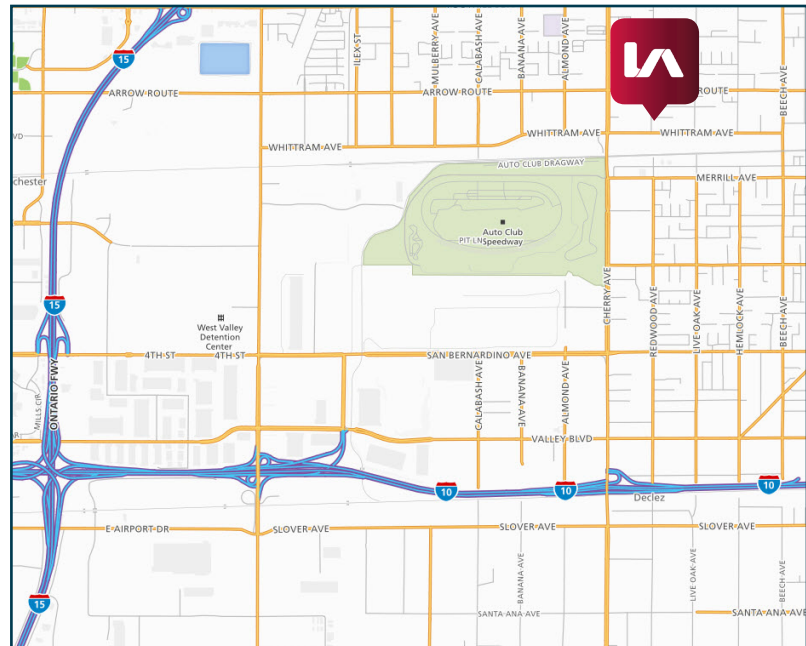 15
ILEX ST
MULBERRY AVE
CALABASH AVE
BANANA AVE
ALMOND AVE
LA
BEECH AVE
ARROW ROUTE
ARROW ROUTE
ROUTE
WHITTRAM AVE
WHITTRAM AVE
WHITTRAM AVE
VD
AUTO CLUB DRAGWAY
chester
MERRILL AVE
Auto Club
Speedway
PIT LN
15
West Valley
Detention
Center
CHERRY AVE
REDWOOD AVE
LIVE OAK AVE
HEMLOCK AVE
BEECH AVE
4TH ST
4TH ST
SAN BERNARDINO AVE
MILLS CIR
ONTARIO FWY
CALABASH AVE
BANANA AVE
ALMOND AVE
R
VALLEY BLVD
10
10
10
Declez
E AIRPORT DR
SLOVER AVE
SLOVER AVE
SLOVER AVE
BANANA AVE
LIVE OAK AVE
BEECH AVE
15
SANTA ANA AVE
SANTA ANA AVE